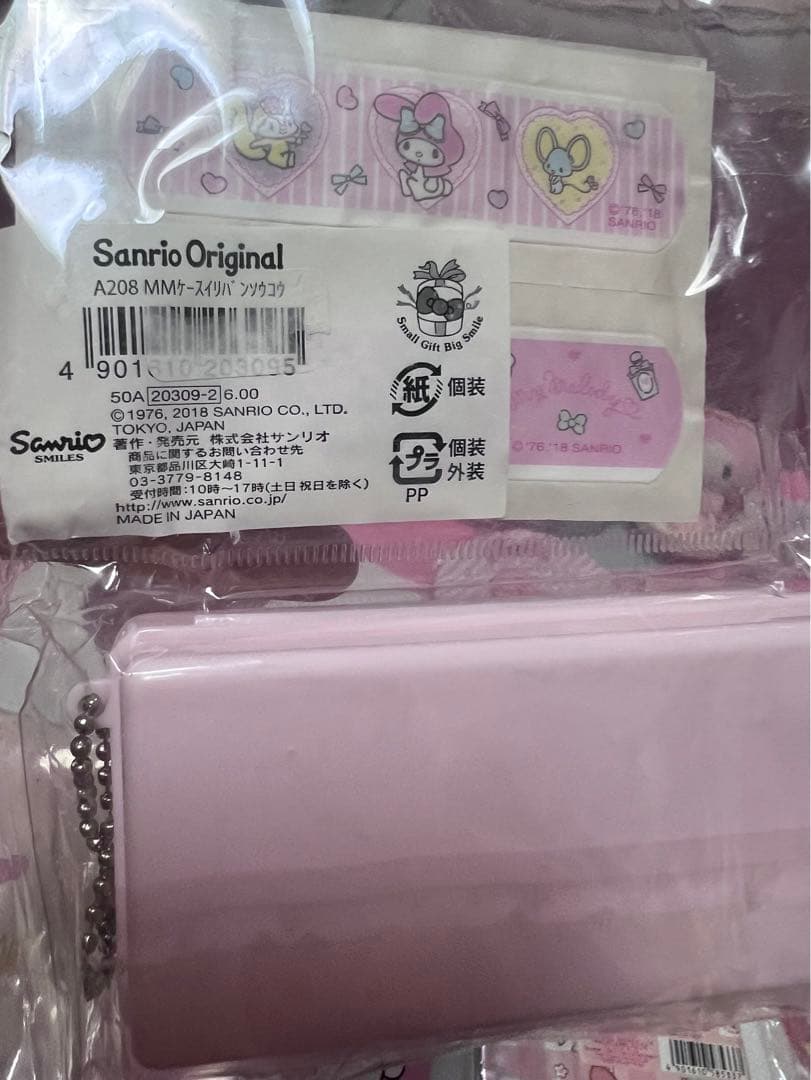 © '76, '18
SANRIO
Sanrio Original
A208 MMｹｰｽｲﾘﾊﾞﾝｿｳｺｳ
4 901610 203095
50A 20309-2 6.00
©1976, 2018 SANRIO CO., LTD.
TOKYO, JAPAN
Sanrio
SMILES
著作・発売元 株式会社サンリオ
商品に関するお問い合わせ先
東京都品川区大崎1-11-1
03-3779-8148
受付時間:10時〜17時(土日祝日を除く)
http://www.sanrio.co.jp/
MADE IN JAPAN
Small Gift Big Smile
紙 個装
プラ 個装
外装
PP
My Melody
© '76, '18 SANRIO